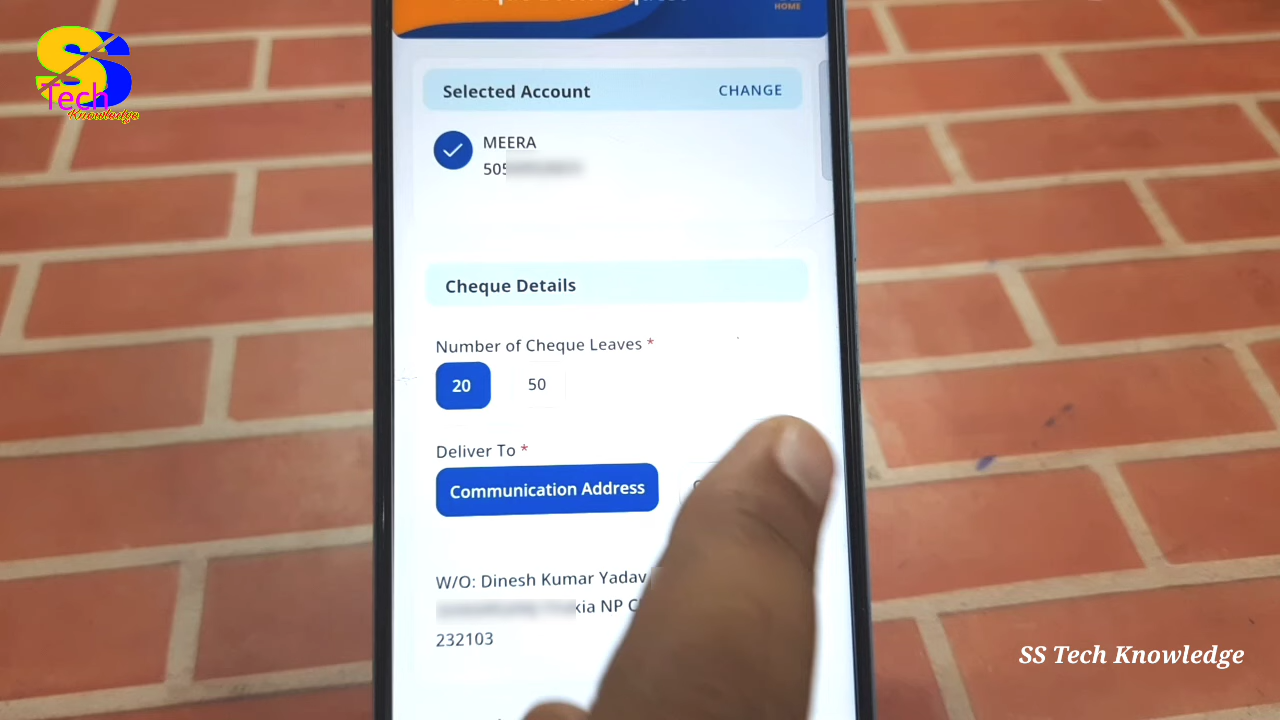 SS
Tech
Knowledge
HOME
Selected Account CHANGE
MEERA
505
Cheque Details
Number of Cheque Leaves *
20 50
Deliver To *
Communication Address
W/O: Dinesh Kumar Yadav
kia NP C
232103
SS Tech Knowledge